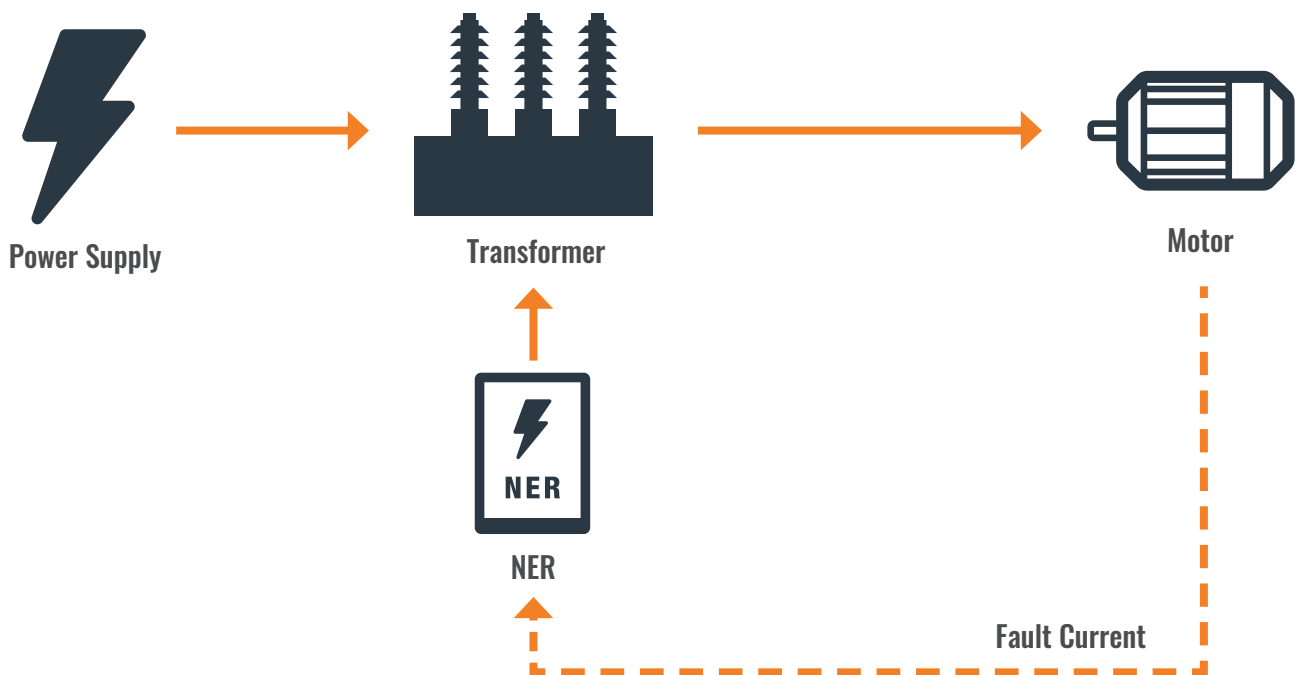 Power Supply
Transformer
Motor
NER
NER
Fault Current